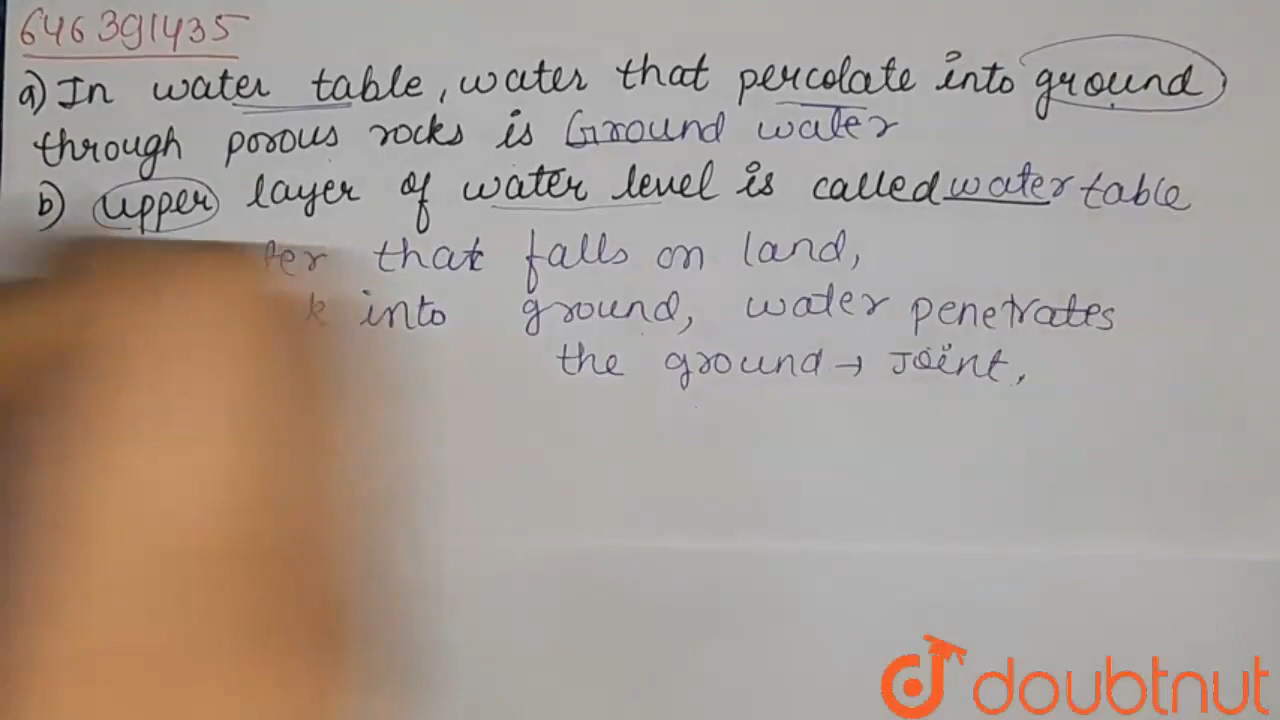 646391435
a) In water table, water that percolate into ground
through porous rocks is Ground water
b) upper layer of water level is called water table
that falls on land,
into ground, water penetrates
the ground → Joint,
doubtnut